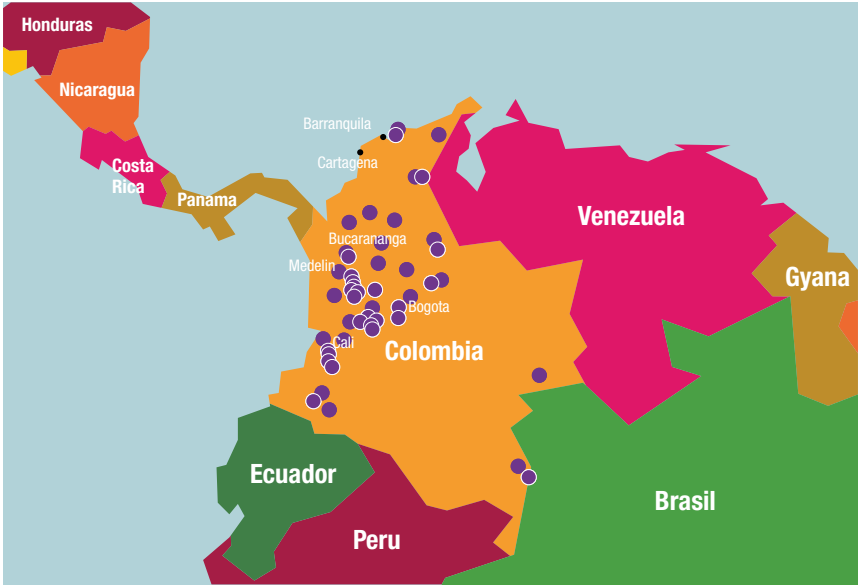 Honduras
Nicaragua
Costa
Rica
Panama
Barranquila
Cartagena
Bucarananga
Medelin
Bogota
Cali
Colombia
Venezuela
Gyana
Ecuador
Peru
Brasil